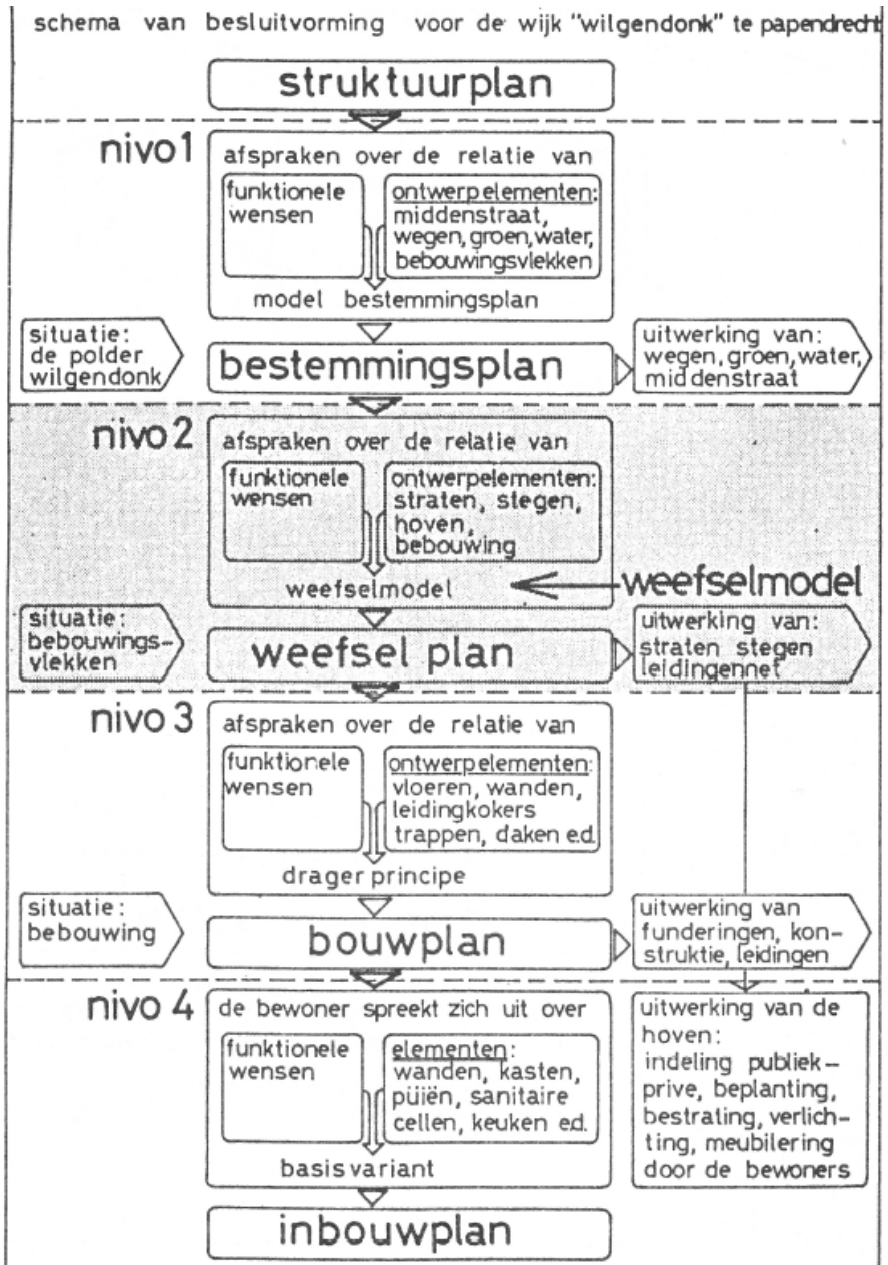 schema van besluitvorming voor de wijk "wilgendonk" te papendrecht
struktuurplan
nivo1
afspraken over de relatie van
funktionele
wensen
ontwerpelementen:
middenstraat,
wegen, groen, water,
bebouwingsvlekken
model bestemmingsplan
situatie:
de polder
wilgendonk
bestemmingsplan
uitwerking van:
wegen, groen, water,
middenstraat
nivo2
afspraken over de relatie van
funktionele
wensen
ontwerpelementen:
straten, stegen,
hoven,
bebouwing
weefselmodel
weefselmodel
situatie:
bebouwings-
vlekken
weefsel plan
uitwerking van:
straten stegen
leidingennet
nivo 3
afspraken over de relatie van
funktionele
wensen
ontwerpelementen:
vloeren, wanden,
leidingkokers
trappen, daken e.d.
drager principe
situatie:
bebouwing
bouwplan
uitwerking van
funderingen, kon-
struktie, leidingen
nivo 4
de bewoner spreekt zich uit over
funktionele
wensen
elementen:
wanden, kasten,
püiën, sanitaire
cellen, keuken e.d.
basisvariant
inbouwplan
uitwerking van de
hoven:
indeling publiek-
prive, beplanting,
bestrating, verlich-
ting, meubilering
door de bewoners